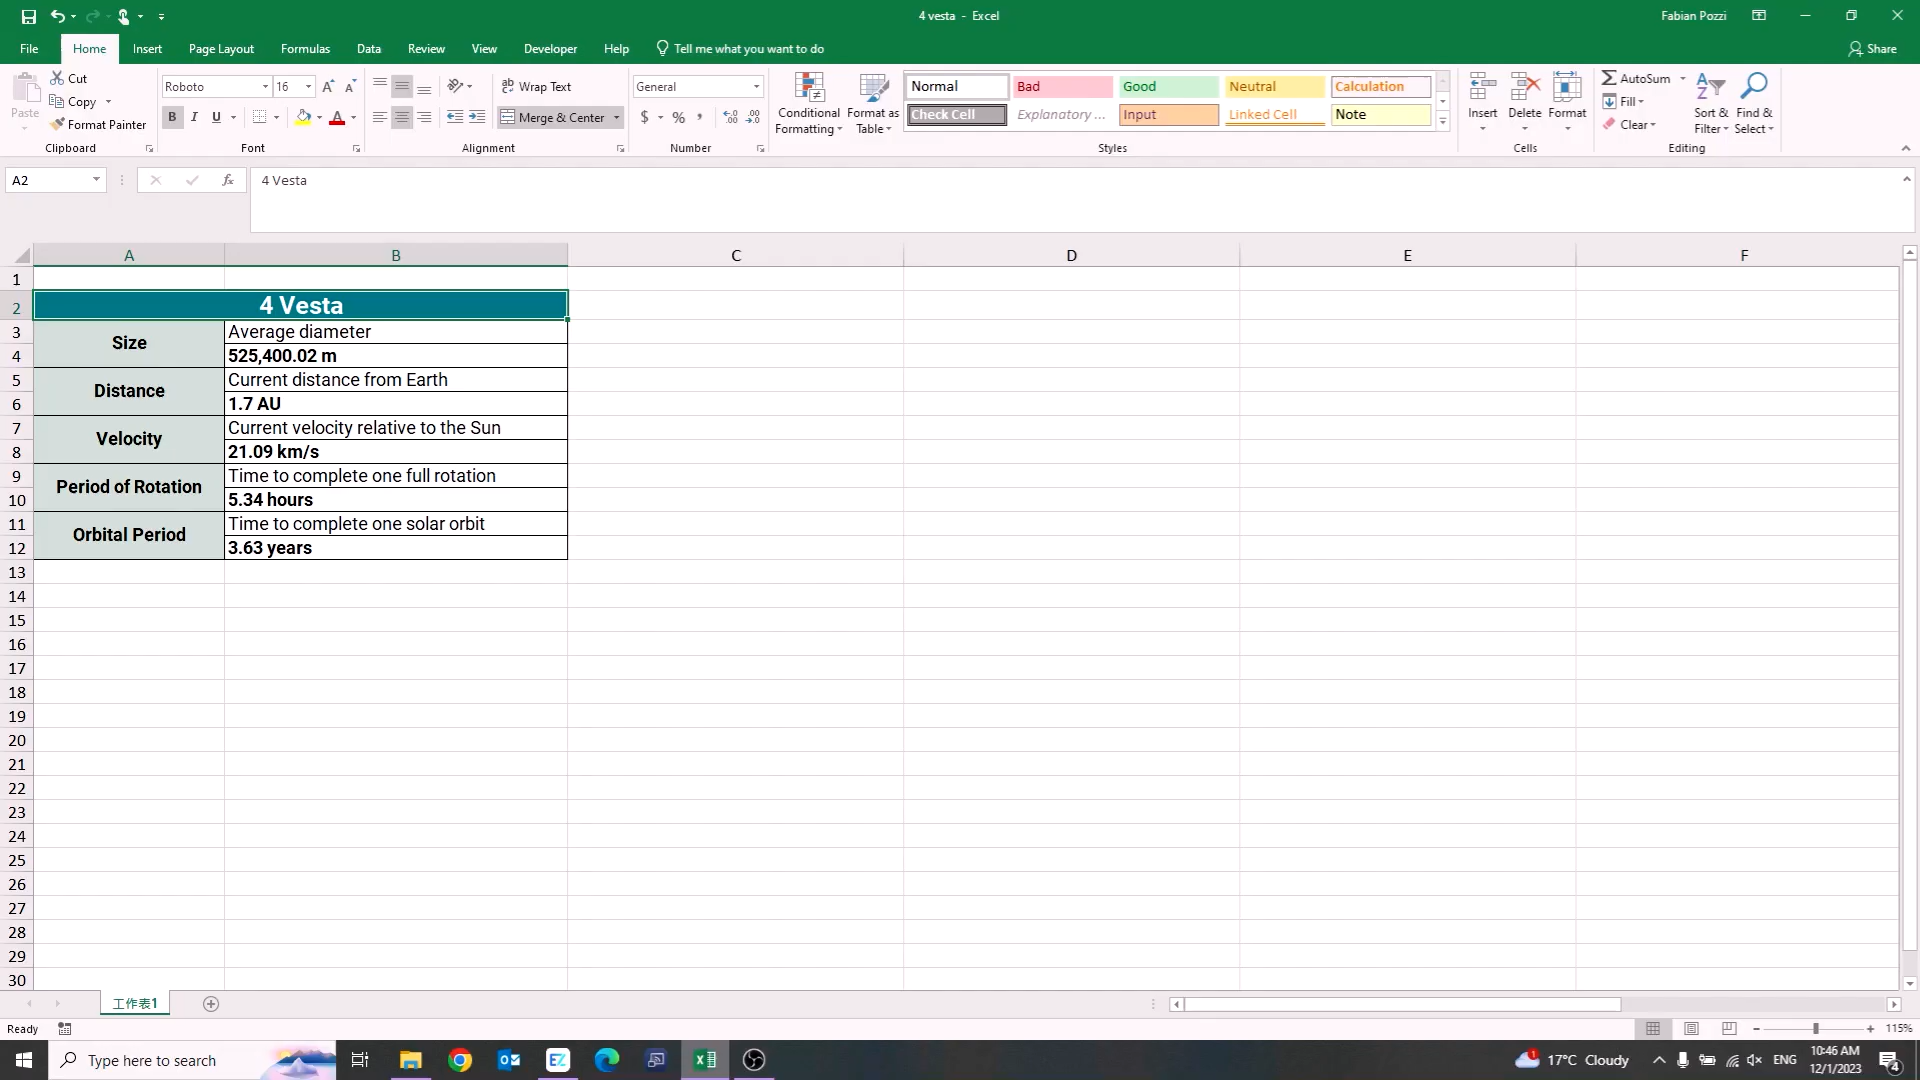 4 vesta - Excel
Fabian Pozzi
File Home Insert Page Layout Formulas Data Review View Developer Help Tell me what you want to do Share
Paste
Cut
Copy
Format Painter
Clipboard
Roboto 16
B I U
Font
Wrap Text
Merge & Center
Alignment
General
$ % ,
Number
Conditional Formatting
Format as Table
Normal Bad Good Neutral Calculation
Check Cell Explanatory ... Input Linked Cell Note
Styles
Insert Delete Format
Cells
AutoSum
Fill
Clear
Sort & Filter
Find & Select
Editing
A2
fx
4 Vesta
A B C D E F
1
2 4 Vesta
3 Size Average diameter
4 525,400.02 m
5 Distance Current distance from Earth
6 1.7 AU
7 Velocity Current velocity relative to the Sun
8 21.09 km/s
9 Period of Rotation Time to complete one full rotation
10 5.34 hours
11 Orbital Period Time to complete one solar orbit
12 3.63 years
13
14
15
16
17
18
19
20
21
22
23
24
25
26
27
28
29
30
工作表1
Ready
115%
Type here to search
17°C Cloudy
ENG
10:46 AM
12/1/2023
4